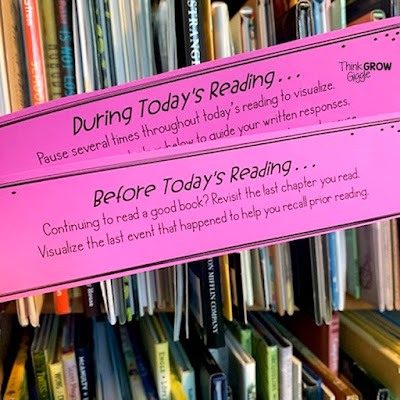 During Today's Reading...
Think GROW
Giggle
Pause several times throughout today's reading to visualize.
below to guide your written responses.
Before Today's Reading...
Continuing to read a good book? Revisit the last chapter you read.
Visualize the last event that happened to help you recall prior reading.
MIFFLIN COMPANY